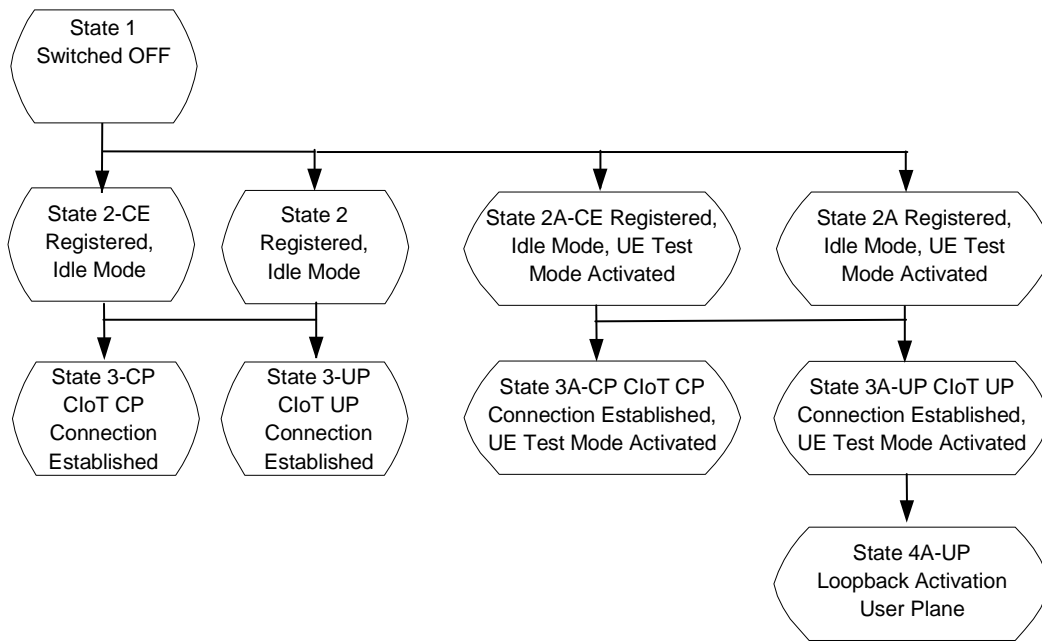 State 1
Switched OFF
State 2-CE
Registered,
Idle Mode
State 2
Registered,
Idle Mode
State 2A-CE Registered,
Idle Mode, UE Test
Mode Activated
State 2A Registered,
Idle Mode, UE Test
Mode Activated
State 3-CP
CIoT CP
Connection
Established
State 3-UP
CIoT UP
Connection
Established
State 3A-CP CIoT CP
Connection Established,
UE Test Mode Activated
State 3A-UP CIoT UP
Connection Established,
UE Test Mode Activated
State 4A-UP
Loopback Activation
User Plane